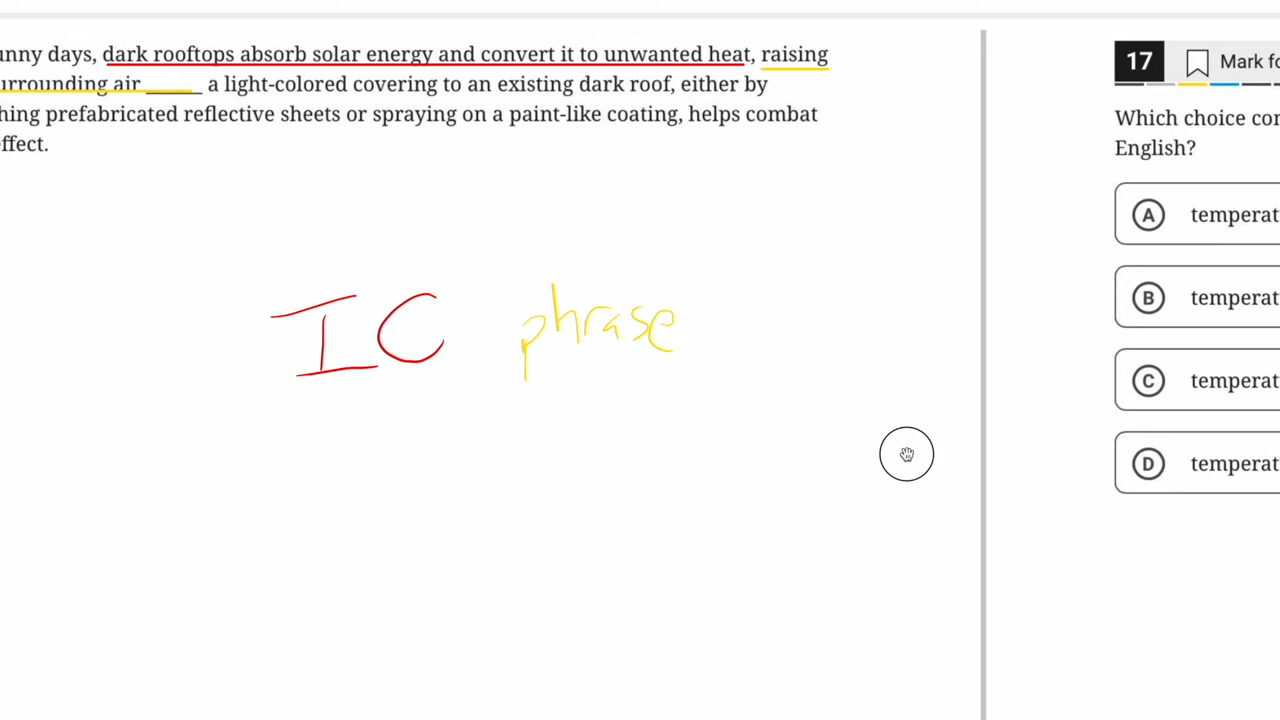 unny days, dark rooftops absorb solar energy and convert it to unwanted heat, raising
urrounding air ______ a light-colored covering to an existing dark roof, either by
hing prefabricated reflective sheets or spraying on a paint-like coating, helps combat
ffect.
IC phrase
17 Mark fo
Which choice con
English?
A temperat
B temperat
C temperat
D temperat